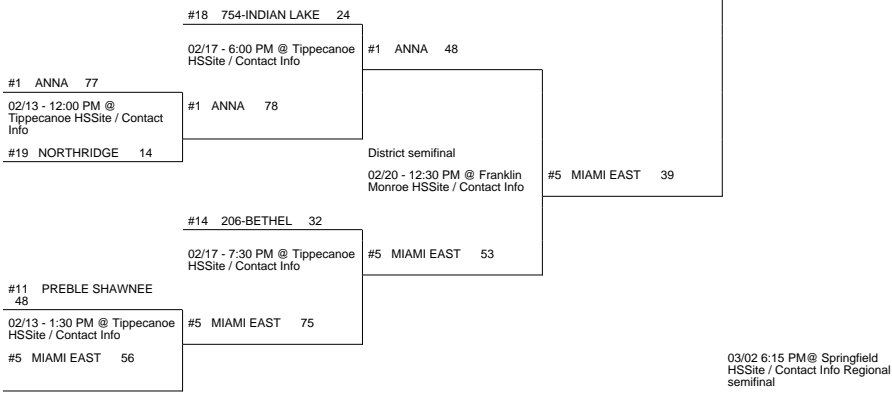 #18 754-INDIAN LAKE 24
02/17 - 6:00 PM @ Tippecanoe
HSSite / Contact Info
#1 ANNA 48
#1 ANNA 77
02/13 - 12:00 PM @
Tippecanoe HSSite / Contact
Info
#1 ANNA 78
#19 NORTHRIDGE 14
District semifinal
02/20 - 12:30 PM @ Franklin
Monroe HSSite / Contact Info
#5 MIAMI EAST 39
#14 206-BETHEL 32
02/17 - 7:30 PM @ Tippecanoe
HSSite / Contact Info
#5 MIAMI EAST 53
#11 PREBLE SHAWNEE
48
02/13 - 1:30 PM @ Tippecanoe
HSSite / Contact Info
#5 MIAMI EAST 75
#5 MIAMI EAST 56
03/02 6:15 PM@ Springfield
HSSite / Contact Info Regional
semifinal